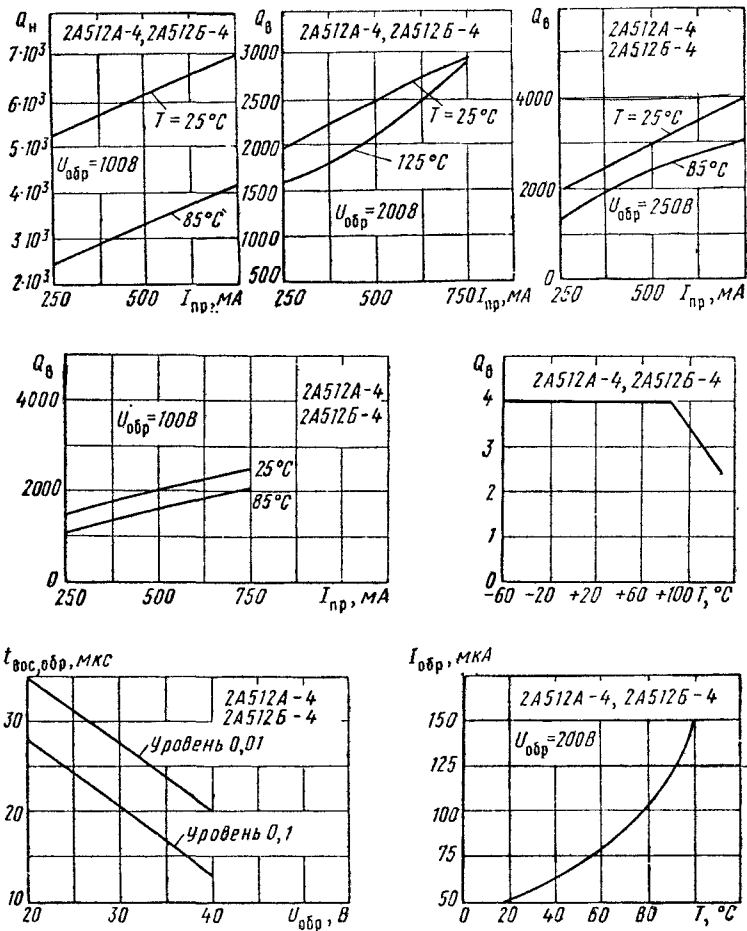 Qн
2А512А-4, 2А512Б-4
7·10³
6·10³
5·10³
4·10³
3·10³
2·10³
T = 25°C
Uобр=100В
85°C
250
500
Iпр, мА
Qв
2А512А-4, 2А512Б-4
3000
2500
2000
1500
1000
500
T=25°C
125°C
Uобр=200В
250
500
750
Iпр, мА
Qв
2А512А-4
2А512Б-4
4000
2000
0
T=25°C
85°C
Uобр=250В
250
500
Iпр, мА
Qв
4000
2000
0
Uобр=100В
2А512А-4
2А512Б-4
25°C
85°C
250
500
750
Iпр, мА
Qв
2А512А-4, 2А512Б-4
4
3
2
1
0
-60 -20 +20 +60 +100 T, °C
tвос,обр, мкс
2А512А-4
2А512Б-4
30
20
10
Уровень 0,01
Уровень 0,1
20
30
40
Uобр, В
Iобр, мкА
2А512А-4, 2А512Б-4
150
125
100
75
50
Uобр=200В
0 20 40 60 80 T, °C